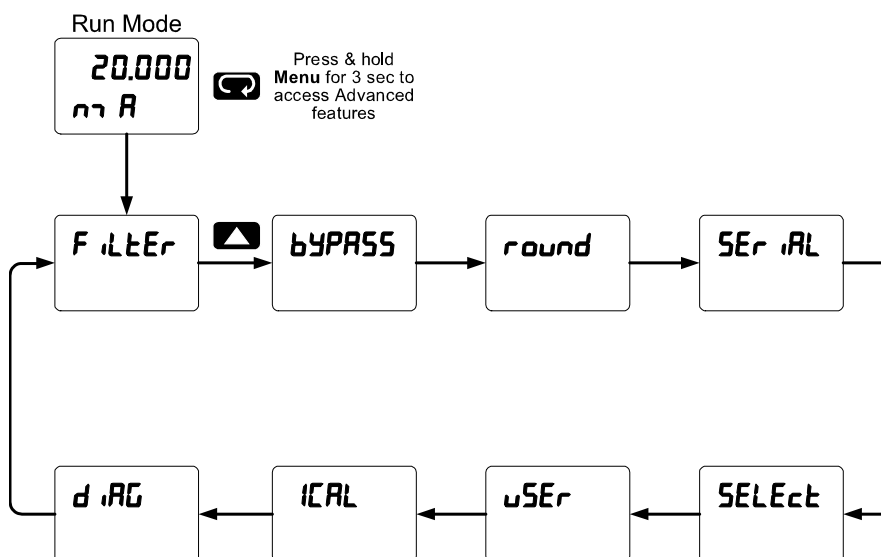 Run Mode
20.000
mA
Press & hold
Menu for 3 sec to
access Advanced
features
FiLtEr
bYPASS
round
SEriAL
diAG
ICAL
uSEr
SELEct